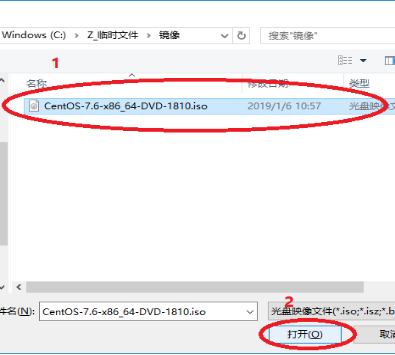 Windows (C:) > Z_临时文件 > 镜像
搜索"镜像"
1
名称 修改日期 类型
CentOS-7.6-x86_64-DVD-1810.iso 2019/1/6 10:57 光盘映像文
件名(N): CentOS-7.6-x86_64-DVD-1810.iso
2
光盘映像文件(*.iso;*.isz;*.b
打开(O) 取消